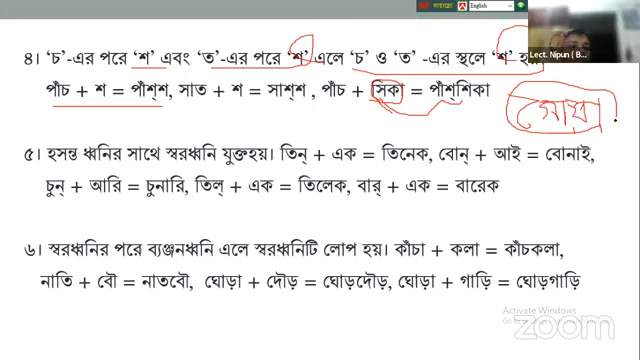 English
Lect. Nipun ( B
৪। ‘চ’-এর পরে ‘শ’ এবং ‘ত’-এর পরে ‘শ’ এলে ‘চ’ ও ‘ত’ -এর স্থলে ‘শ’ হয়
পাঁচ + শ = পাঁশ্শ, সাত + শ = সাশ্শ , পাঁচ + সিকা = পাঁশ্শিকা
৫। হসন্ত ধ্বনির সাথে স্বরধ্বনি যুক্তহয়। তিন্ + এক = তিনেক, বোন্ + আই = বোনাই,
চুন্ + আরি = চুনারি, তিল্ + এক = তিলেক, বার্ + এক = বারেক
৬। স্বরধ্বনির পরে ব্যঞ্জনধ্বনি এলে স্বরধ্বনিটি লোপ হয়। কাঁচা + কলা = কাঁচকলা,
নাতি + বৌ = নাতবৌ, ঘোড়া + দৌড় = ঘোড়দৌড়, ঘোড়া + গাড়ি = ঘোড়গাড়ি
Activate Windows
zoom